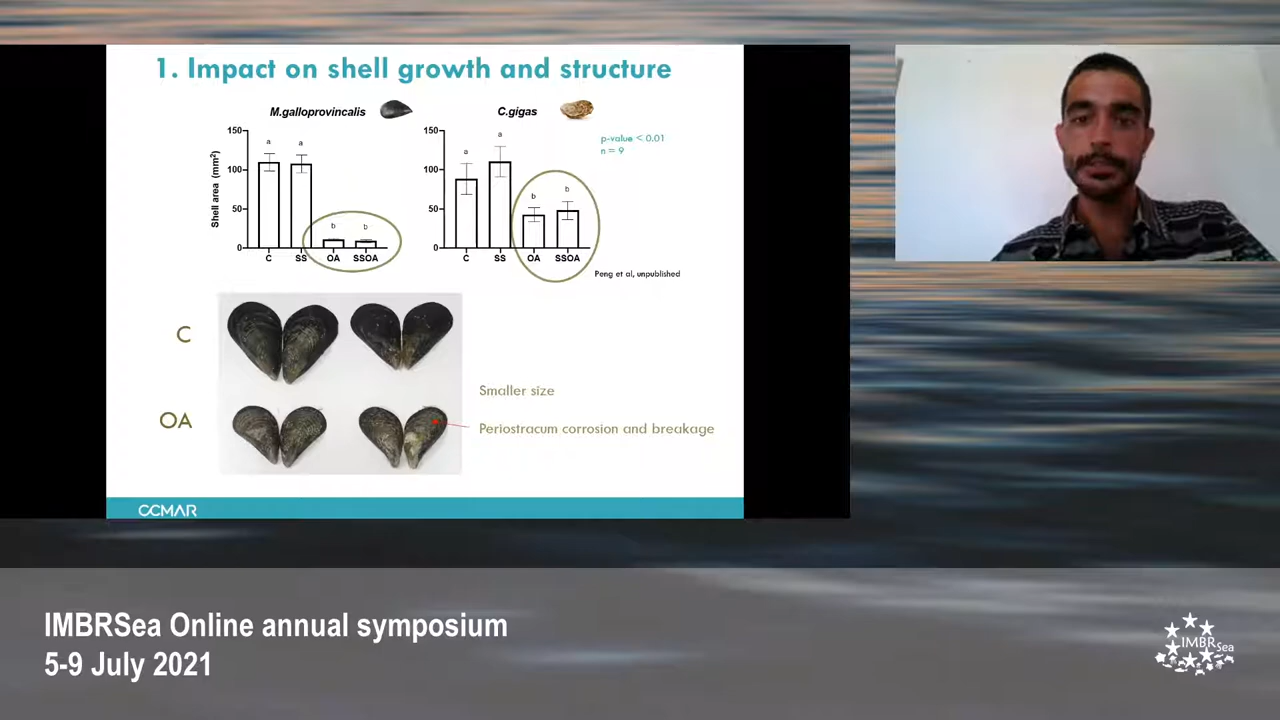 1. Impact on shell growth and structure
M.galloprovincalis
C.gigas
p-value < 0.01
n = 9
Shell area (mm²)
150
100
50
0
a
a
b
b
C
SS
OA
SSOA
150
100
50
0
a
a
b
b
C
SS
OA
SSOA
Peng et al, unpublished
C
OA
Smaller size
Periostracum corrosion and breakage
CCMAR
IMBRSea Online annual symposium
5-9 July 2021
IMBRSea